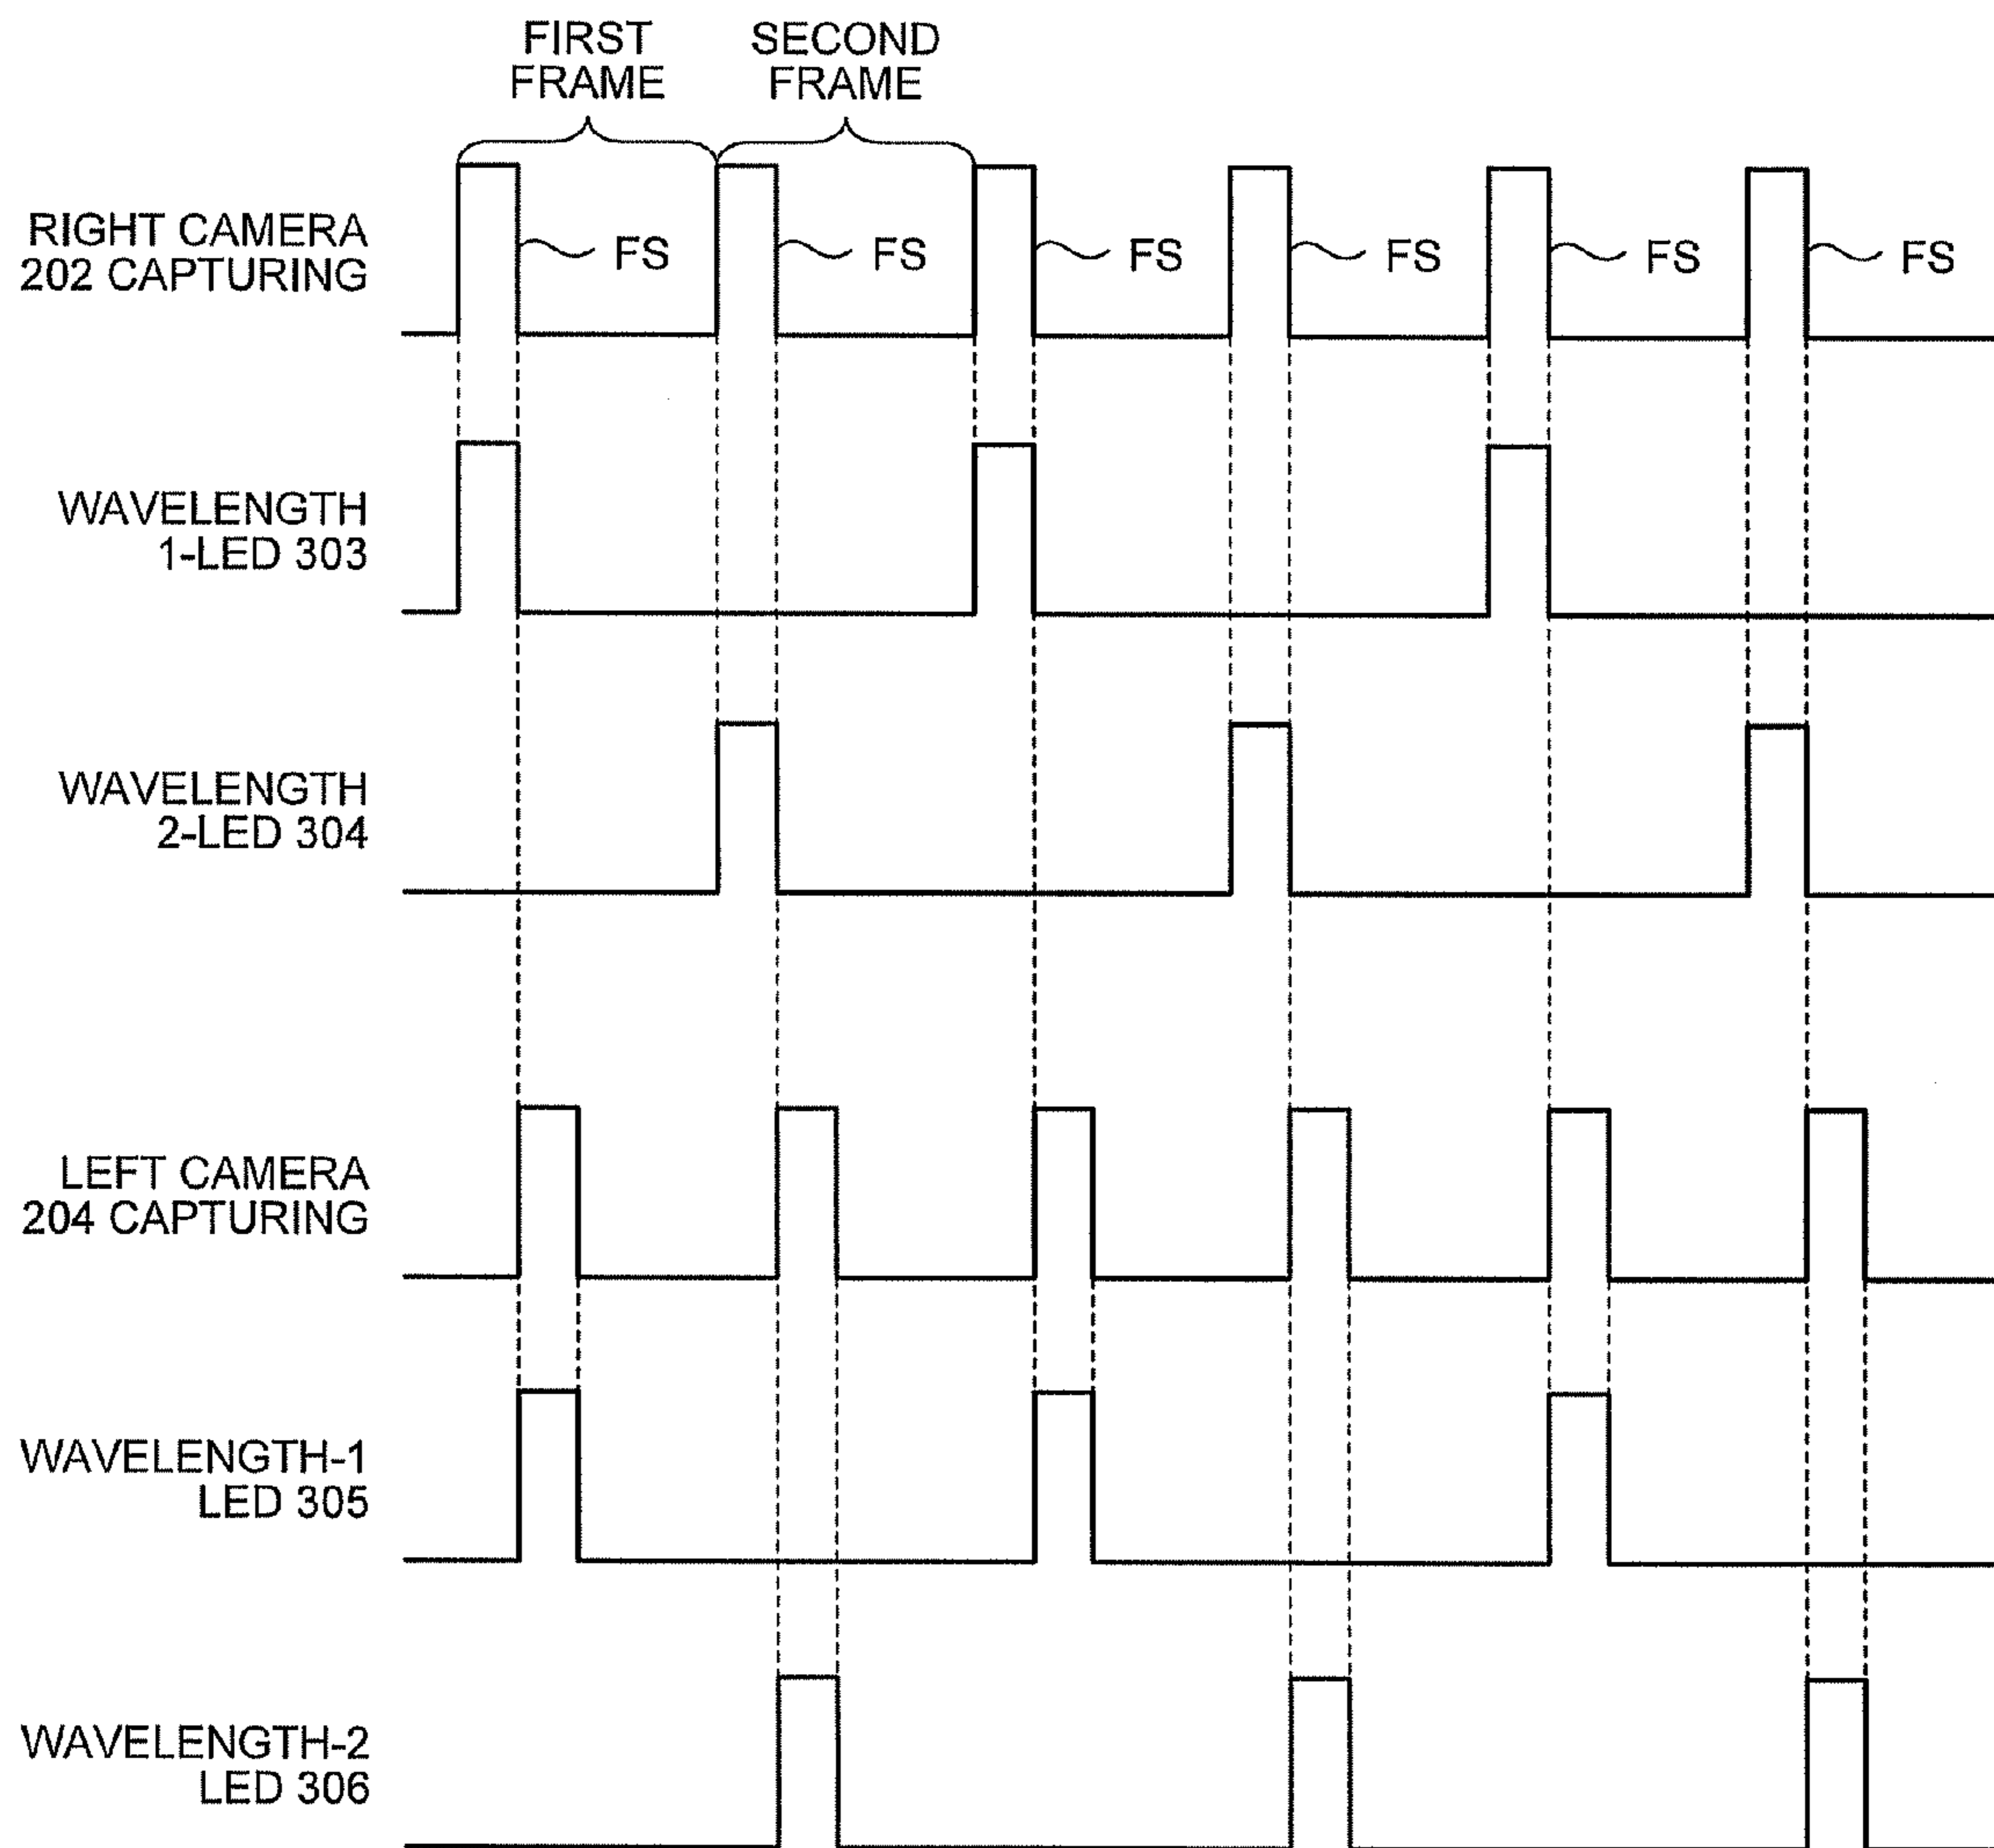 FIRST
FRAME
SECOND
FRAME
RIGHT CAMERA
202 CAPTURING
FS
FS
FS
FS
FS
FS
WAVELENGTH
1-LED 303
WAVELENGTH
2-LED 304
LEFT CAMERA
204 CAPTURING
WAVELENGTH-1
LED 305
WAVELENGTH-2
LED 306